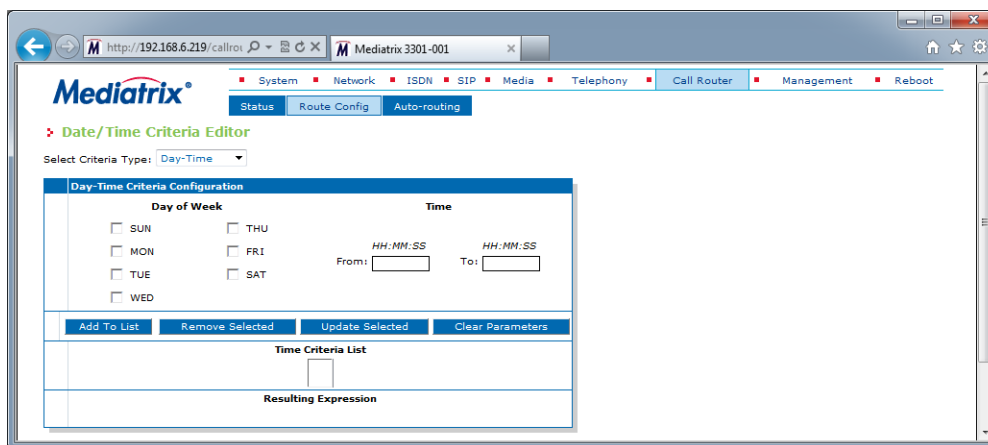 http://192.168.6.219/callrou
Mediatrix 3301-001
Mediatrix®
System Network ISDN SIP Media Telephony Call Router Management Reboot
Status Route Config Auto-routing
Date/Time Criteria Editor
Select Criteria Type: Day-Time
Day-Time Criteria Configuration
Day of Week Time
SUN THU
MON FRI
TUE SAT
WED
HH:MM:SS HH:MM:SS
From: To:
Add To List Remove Selected Update Selected Clear Parameters
Time Criteria List
Resulting Expression